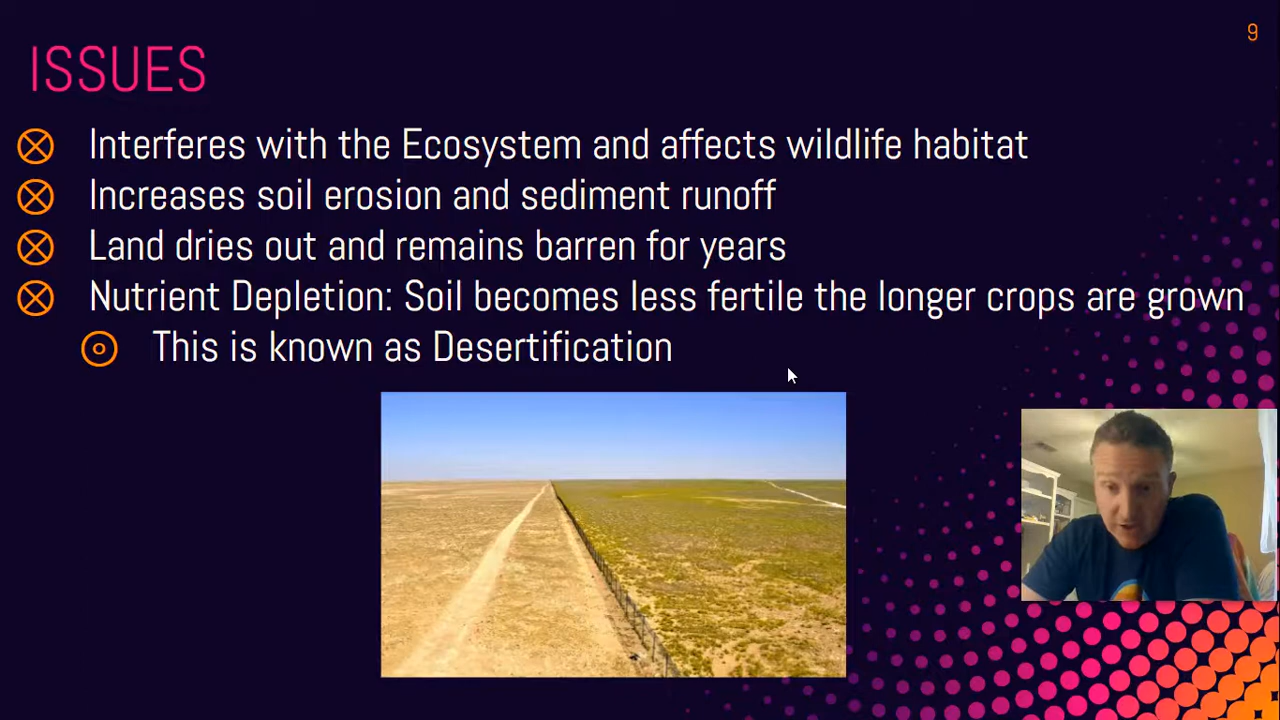 9
ISSUES
Interferes with the Ecosystem and affects wildlife habitat
Increases soil erosion and sediment runoff
Land dries out and remains barren for years
Nutrient Depletion: Soil becomes less fertile the longer crops are grown
This is known as Desertification